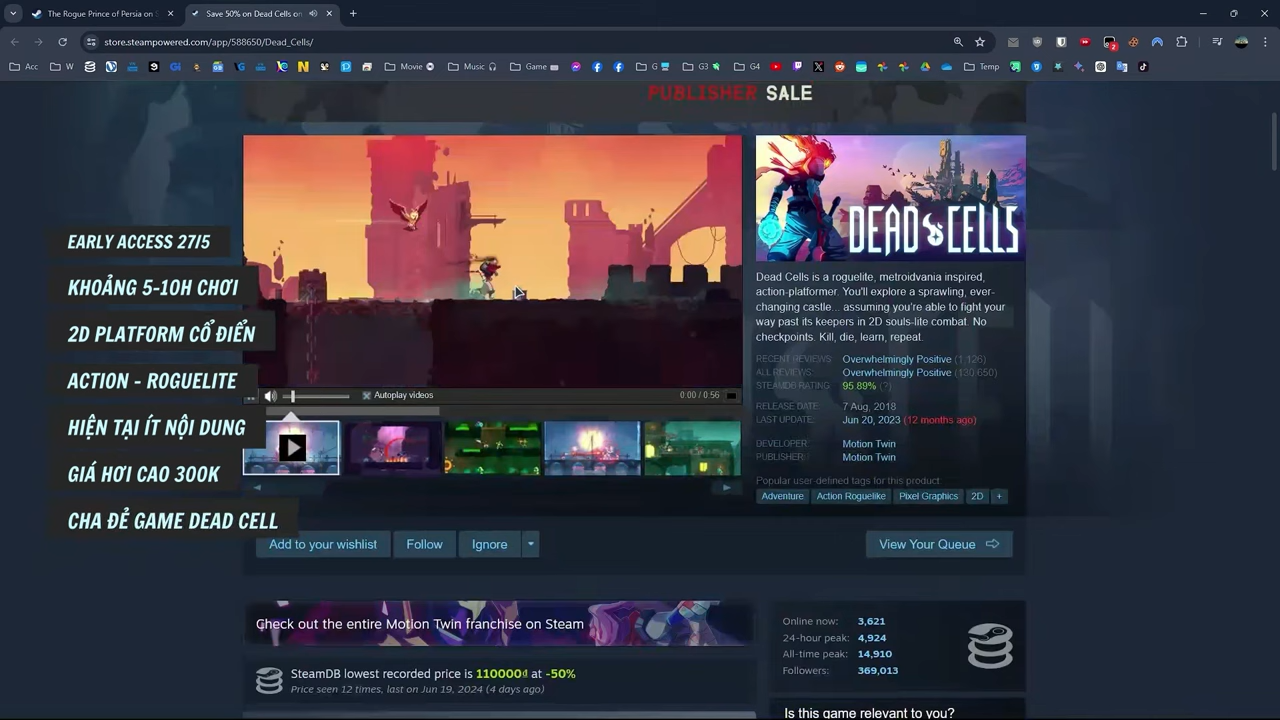 The Rogue Prince of Persia on S
Save 50% on Dead Cells on
store.steampowered.com/app/588650/Dead_Cells/
Acc
W
Movie
Music
Game
G
G3
G4
Temp
PUBLISHER SALE
DEAD CELLS
EARLY ACCESS 27/5
KHOẢNG 5-10H CHƠI
2D PLATFORM CỔ ĐIỂN
ACTION - ROGUELITE
HIỆN TẠI ÍT NỘI DUNG
GIÁ HƠI CAO 300K
CHA ĐẺ GAME DEAD CELL
Autoplay videos
0:00 / 0:56
Dead Cells is a roguelite, metroidvania inspired,
action-platformer. You'll explore a sprawling, ever-
changing castle... assuming you're able to fight your
way past its keepers in 2D souls-lite combat. No
checkpoints. Kill, die, learn, repeat.
RECENT REVIEWS: Overwhelmingly Positive (1,126)
ALL REVIEWS: Overwhelmingly Positive (130,650)
STEAMDB RATING: 95.89% (?)
RELEASE DATE: 7 Aug, 2018
LAST UPDATE: Jun 20, 2023 (12 months ago)
DEVELOPER: Motion Twin
PUBLISHER: Motion Twin
Popular user-defined tags for this product
Adventure Action Roguelike Pixel Graphics 2D +
Add to your wishlist Follow Ignore
View Your Queue
Check out the entire Motion Twin franchise on Steam
SteamDB lowest recorded price is 110000₫ at -50%
Price seen 12 times, last on Jun 19, 2024 (4 days ago)
Online now: 3,621
24-hour peak: 4,924
All-time peak: 14,910
Followers: 369,013
Is this game relevant to you?